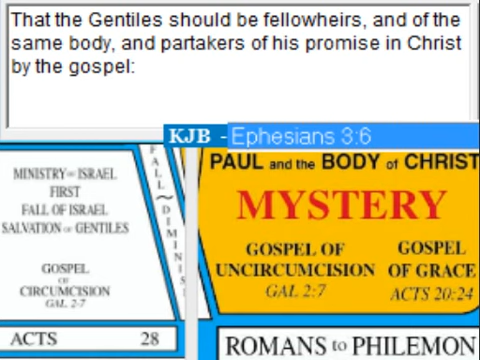 That the Gentiles should be fellowheirs, and of the
same body, and partakers of his promise in Christ
by the gospel:
KJB - Ephesians 3:6
MINISTRY OF ISRAEL
FIRST
FALL OF ISRAEL
SALVATION OF GENTILES
GOSPEL
OF
CIRCUMCISION
GAL 2-7
FALL ~ DIMINIS
PAUL and the BODY of CHRIST
MYSTERY
GOSPEL OF
UNCIRCUMCISION
GAL 2:7
GOSPEL
OF GRACE
ACTS 20:24
ACTS 28
ROMANS to PHILEMON